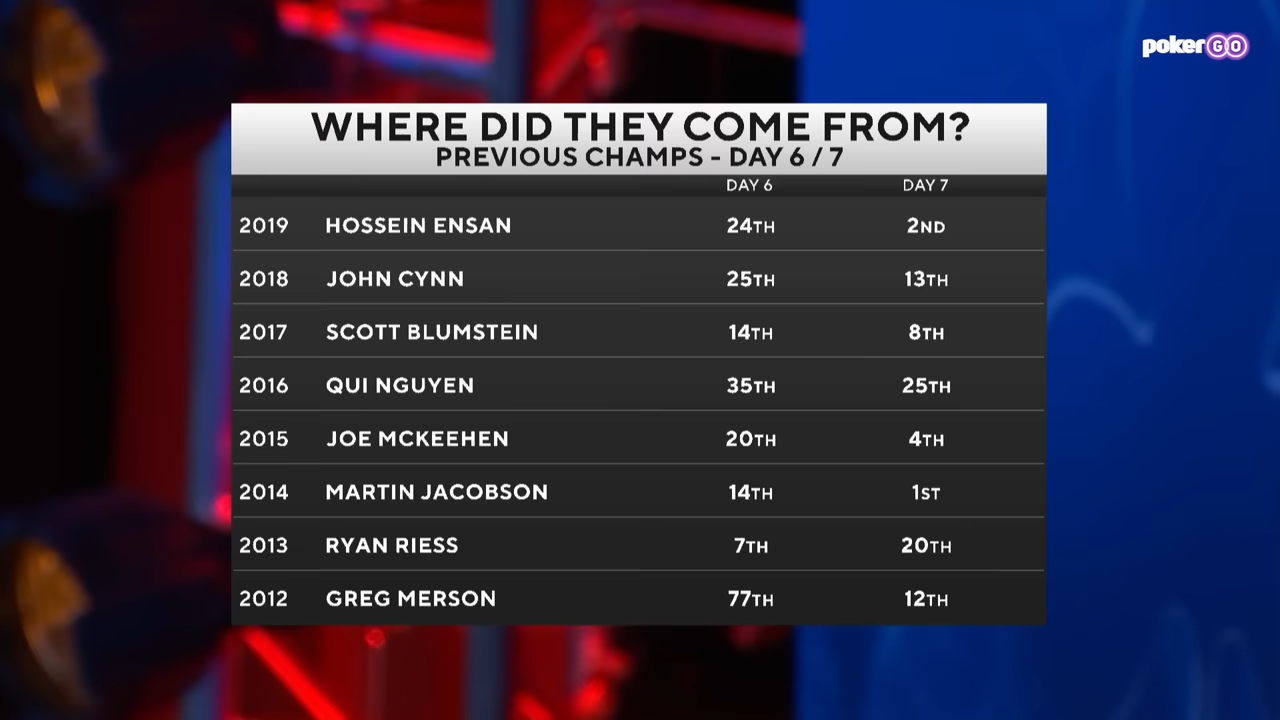 pokerGO
WHERE DID THEY COME FROM?
PREVIOUS CHAMPS - DAY 6 / 7
DAY 6 DAY 7
2019 HOSSEIN ENSAN 24TH 2ND
2018 JOHN CYNN 25TH 13TH
2017 SCOTT BLUMSTEIN 14TH 8TH
2016 QUI NGUYEN 35TH 25TH
2015 JOE MCKEEHEN 20TH 4TH
2014 MARTIN JACOBSON 14TH 1ST
2013 RYAN RIESS 7TH 20TH
2012 GREG MERSON 77TH 12TH